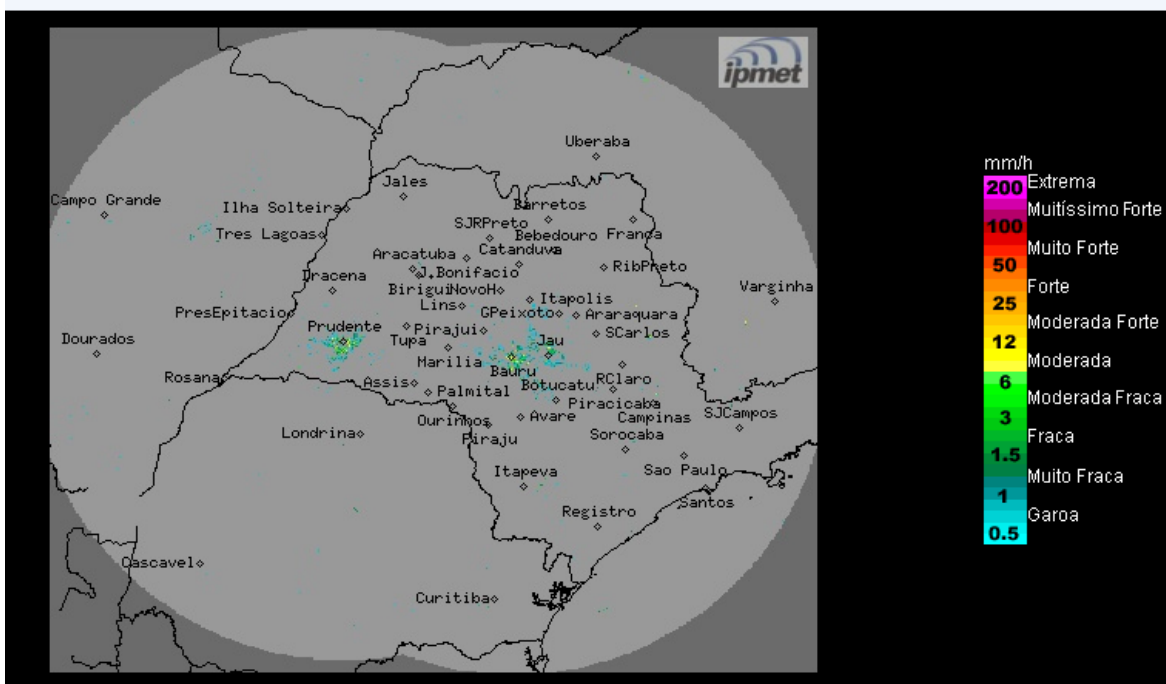 ipmet
Uberaba
Jales
Campo Grande
Ilha Solteira
Barretos
SJRPreto
Tres Lagoas
Bebedouro
Franca
Aracatuba
Catanduva
J.Bonifacio
RibPreto
Dracena
Birigui
NovoH
Itapolis
Varginha
Lins
GPeixoto
Araraquara
PresEpitacio
Prudente
Pirajui
SCarlos
Dourados
Tupa
Jau
Marilia
Bauru
Rosana
Assis
Botucatu
RClaro
Palmital
Piracicaba
Ourinhos
Avare
Campinas
SJCampos
Londrina
Piraju
Sorocaba
Itapeva
Sao Paulo
Santos
Registro
Cascavel
Curitiba
mm/h
200 Extrema
Muitíssimo Forte
100
Muito Forte
50
Forte
25
Moderada Forte
12
Moderada
6
Moderada Fraca
3
Fraca
1.5
Muito Fraca
1
Garoa
0.5